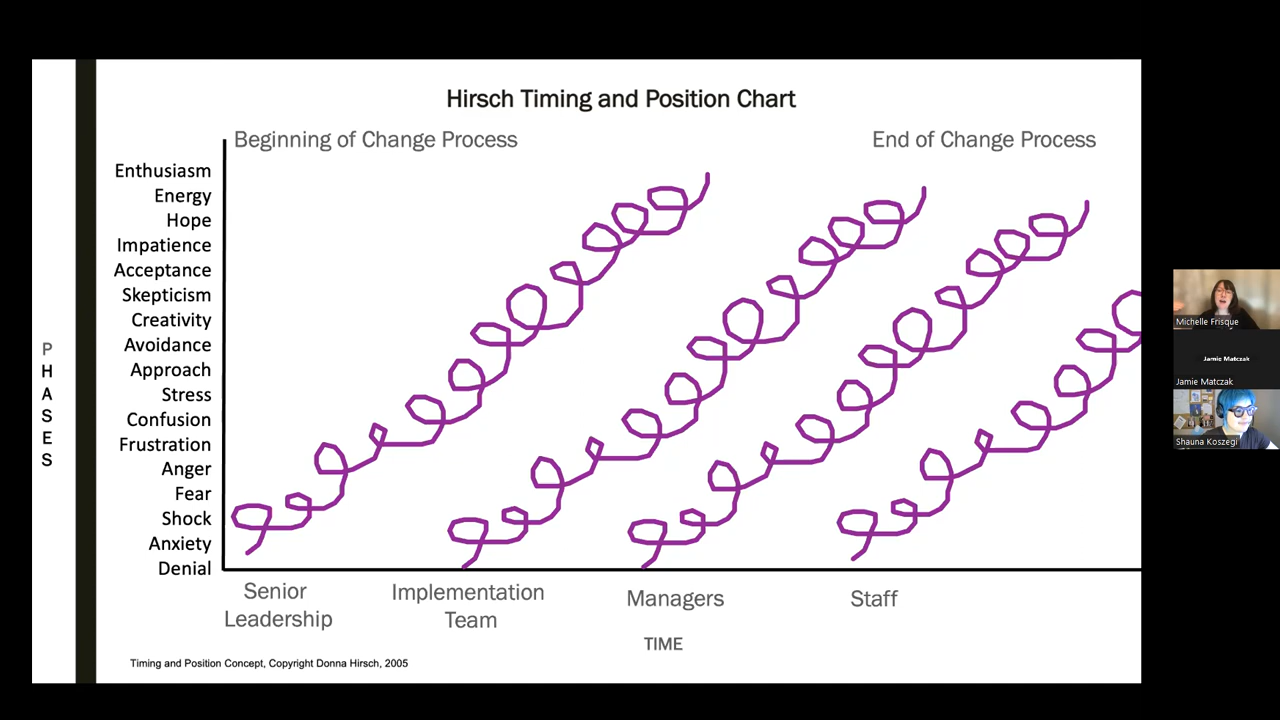 Hirsch Timing and Position Chart
Beginning of Change Process
End of Change Process
Enthusiasm
Energy
Hope
Impatience
Acceptance
Skepticism
Creativity
Avoidance
Approach
Stress
Confusion
Frustration
Anger
Fear
Shock
Anxiety
Denial
PHASES
Senior
Leadership
Implementation
Team
Managers
Staff
TIME
Timing and Position Concept, Copyright Donna Hirsch, 2005
Michelle Frisque
Jamie Matczak
Jamie Matczak
Shauna Koszegi